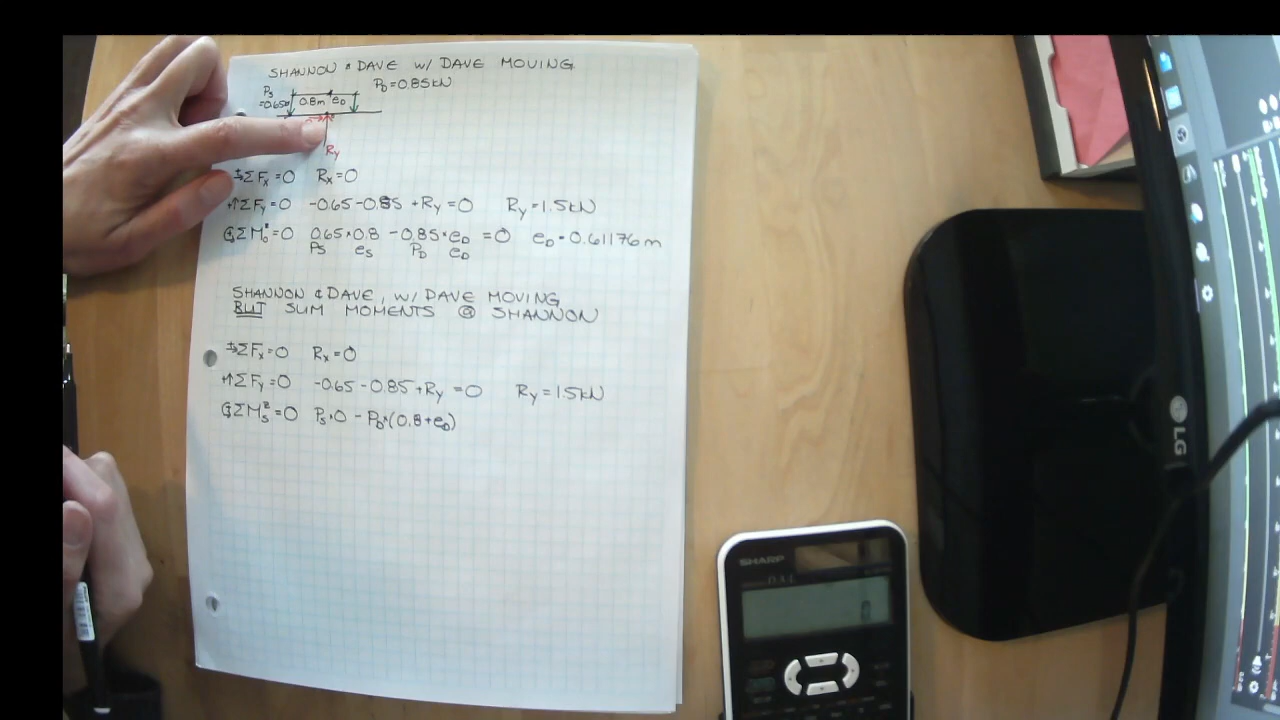 SHANNON & DAVE W/ DAVE MOVING
PD=0.85kN
PS
=0.65k
0.8m eD
Ry
ΣFx=0 Rx=0
↑ΣFy=0 -0.65-0.85+Ry=0 Ry=1.5kN
ΣM=0 0.65×0.8-0.85×eD=0 eD=0.61176m
PS eS PD eD
SHANNON & DAVE, W/ DAVE MOVING
BUT SUM MOMENTS @ SHANNON
ΣFx=0 Rx=0
↑ΣFy=0 -0.65-0.85+Ry=0 Ry=1.5kN
ΣMS=0 PS×0-PD×(0.8+eD)
SHARP
LG